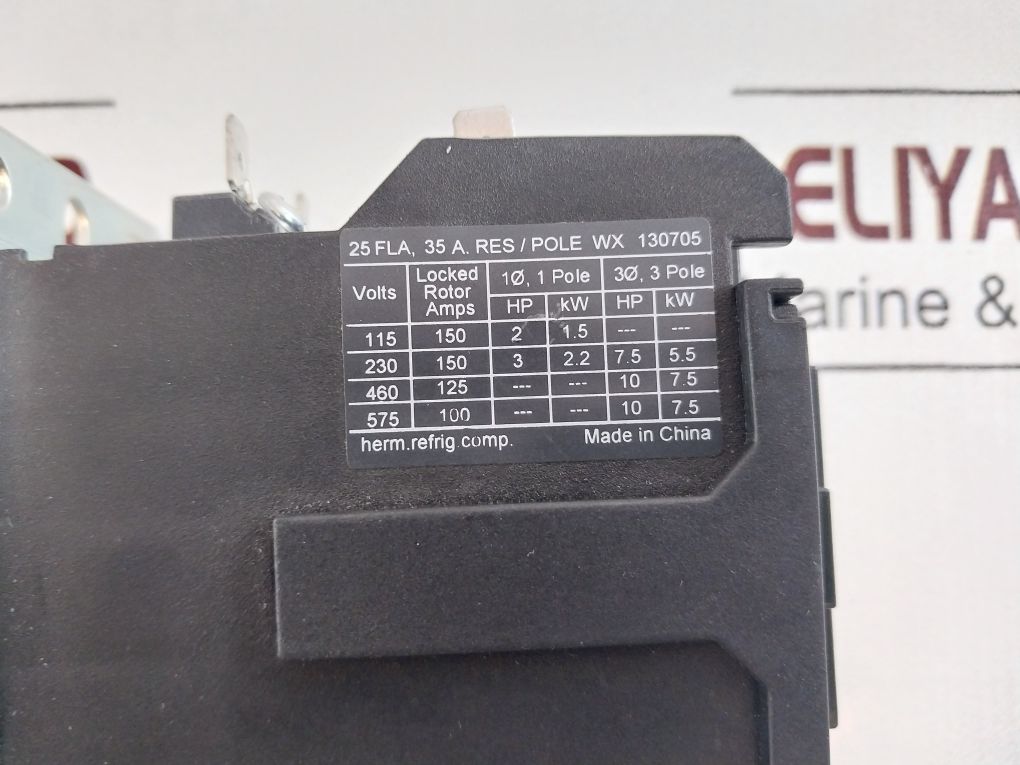 25 FLA, 35 A. RES / POLE WX 130705
Volts Locked Rotor Amps 1Ø, 1 Pole 3Ø, 3 Pole
HP kW HP kW
115 150 2 1.5 --- ---
230 150 3 2.2 7.5 5.5
460 125 --- --- 10 7.5
575 100 --- --- 10 7.5
herm.refrig.comp. Made in China
ELIYA
arine &